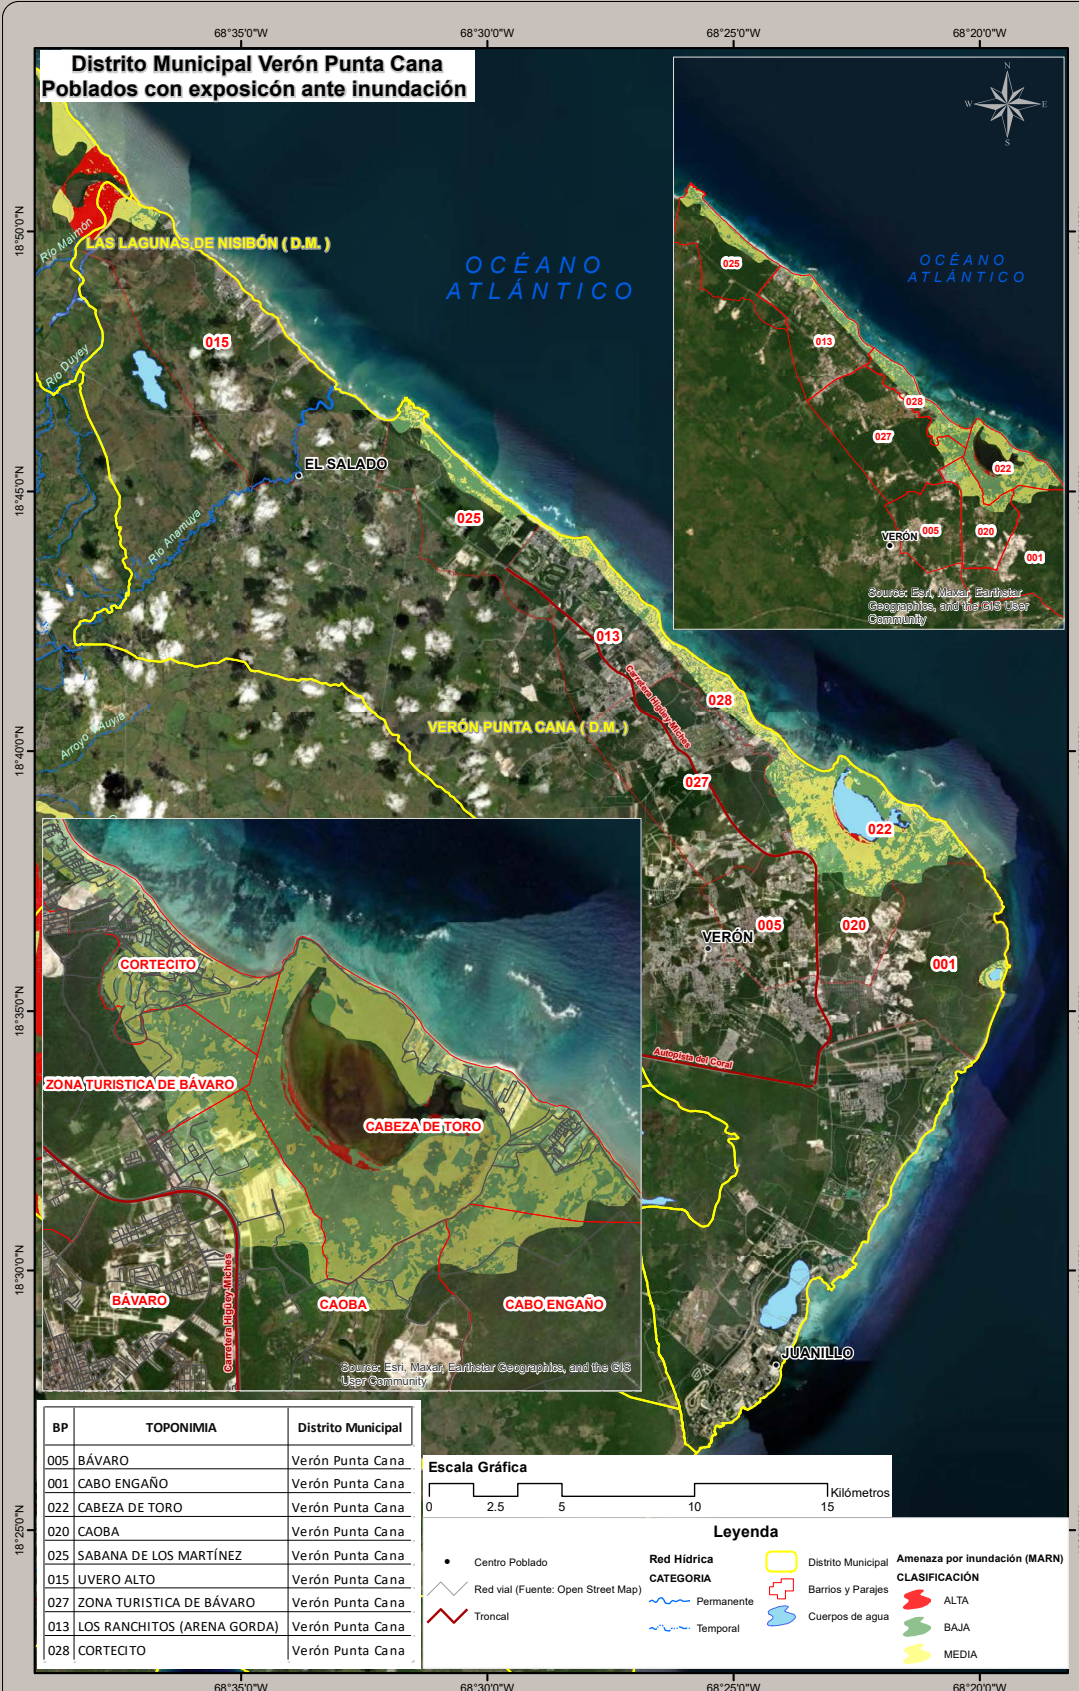 68°35'0"W
68°30'0"W
68°25'0"W
68°20'0"W
Distrito Municipal Verón Punta Cana
Poblados con exposicón ante inundación
N
W
E
S
18°50'0"N
18°45'0"N
18°40'0"N
18°35'0"N
18°30'0"N
18°25'0"N
Río Maimón
LAS LAGUNAS DE NISIBÓN ( D.M. )
OCÉANO
ATLÁNTICO
015
Río Duyey
EL SALADO
Río Anamuya
025
013
Carretera Higüey-Miches
028
VERÓN PUNTA CANA ( D.M. )
Arroyo Auyia
027
022
005
020
VERÓN
001
Autopista del Coral
JUANILLO
OCÉANO
ATLÁNTICO
025
013
028
027
022
005
020
VERÓN
001
Source: Esri, Maxar, Earthstar
Geographics, and the GIS User
Community
CORTECITO
ZONA TURISTICA DE BÁVARO
CABEZA DE TORO
BÁVARO
Carretera Higüey-Miches
CAOBA
CABO ENGAÑO
Source: Esri, Maxar, Earthstar Geographics, and the GIS
User Community
BP TOPONIMIA Distrito Municipal
005 BÁVARO Verón Punta Cana
001 CABO ENGAÑO Verón Punta Cana
022 CABEZA DE TORO Verón Punta Cana
020 CAOBA Verón Punta Cana
025 SABANA DE LOS MARTÍNEZ Verón Punta Cana
015 UVERO ALTO Verón Punta Cana
027 ZONA TURISTICA DE BÁVARO Verón Punta Cana
013 LOS RANCHITOS (ARENA GORDA) Verón Punta Cana
028 CORTECITO Verón Punta Cana
Escala Gráfica
0 2.5 5 10 15 Kilómetros
Leyenda
Centro Poblado
Red vial (Fuente: Open Street Map)
Troncal
Red Hídrica
CATEGORIA
Permanente
Temporal
Distrito Municipal
Barrios y Parajes
Cuerpos de agua
Amenaza por inundación (MARN)
CLASIFICACIÓN
ALTA
BAJA
MEDIA
68°35'0"W
68°30'0"W
68°25'0"W
68°20'0"W